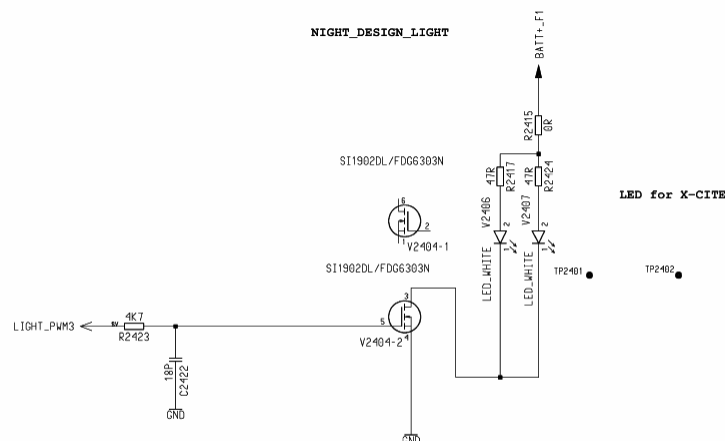 NIGHT_DESIGN_LIGHT
BATT+_F1
R2415
0R
SI1902DL/FDG6303N
47R
R2417
47R
R2424
LED for X-CITE
6
2
1
V2404-1
V2406
2
1
LED_WHITE
V2407
2
1
LED_WHITE
SI1902DL/FDG6303N
TP2401
TP2402
3
5
4
V2404-2
LIGHT_PWM3
4K7
R2423
18P
C2422
GND
GND